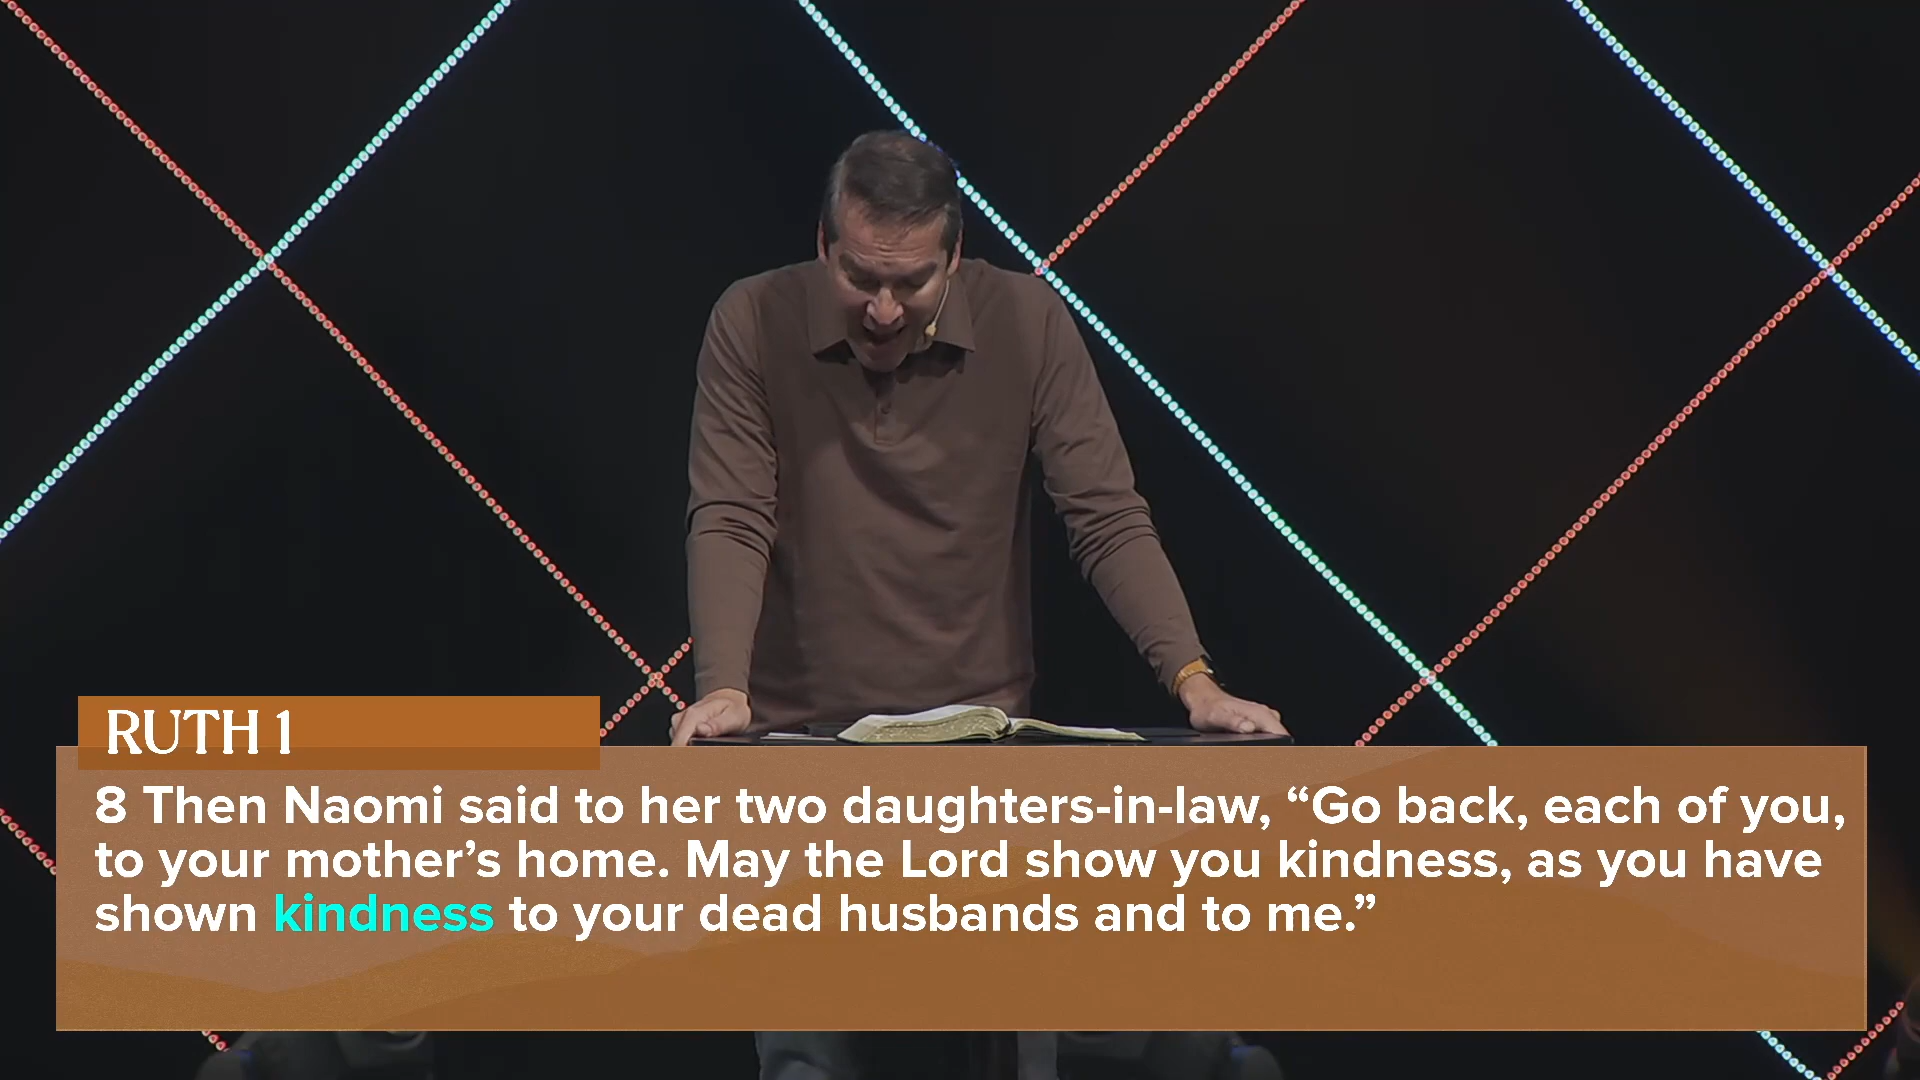 RUTH 1
8 Then Naomi said to her two daughters-in-law, “Go back, each of you,
to your mother’s home. May the Lord show you kindness, as you have
shown kindness to your dead husbands and to me.”